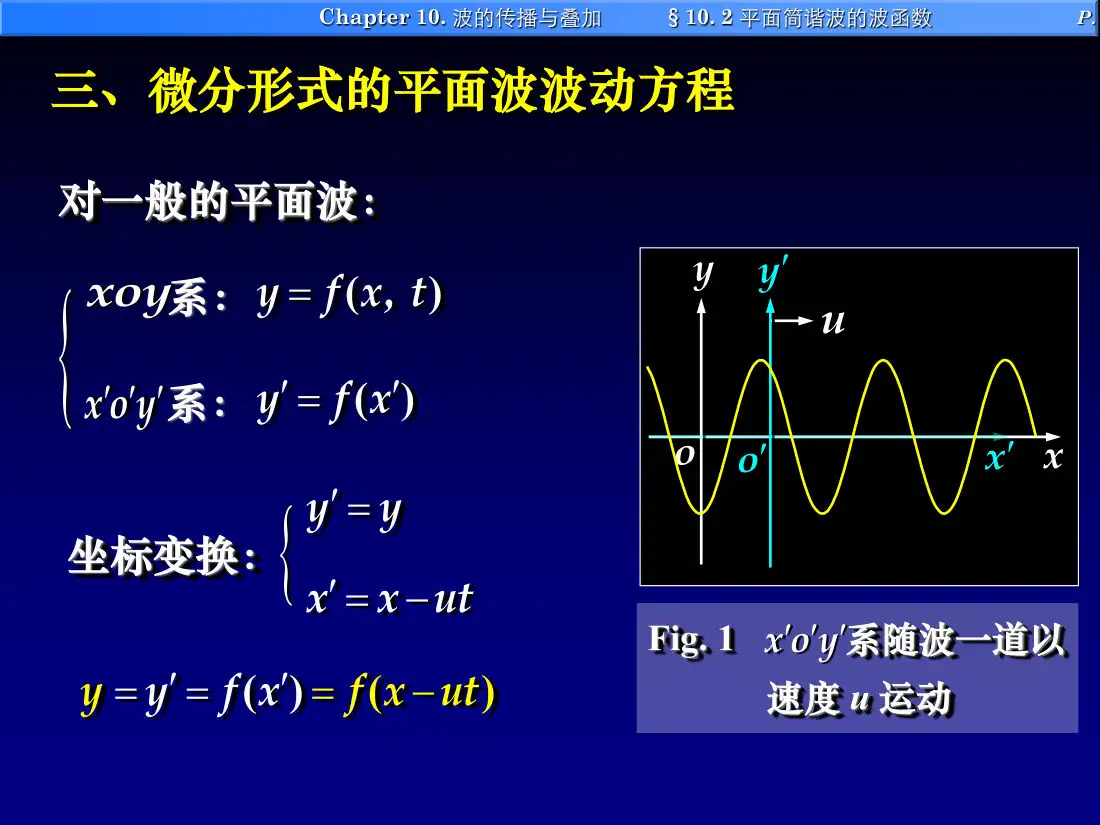 Chapter 10. 波的传播与叠加 § 10. 2 平面简谐波的波函数 P.
三、微分形式的平面波波动方程
对一般的平面波：
xoy系： y = f(x, t)
x′o′y′系： y′ = f(x′)
坐标变换：
y′ = y
x′ = x − ut
y = y′ = f(x′) = f(x − ut)
y y′
u
o o′ x′ x
Fig. 1 x′o′y′系随波一道以
速度 u 运动